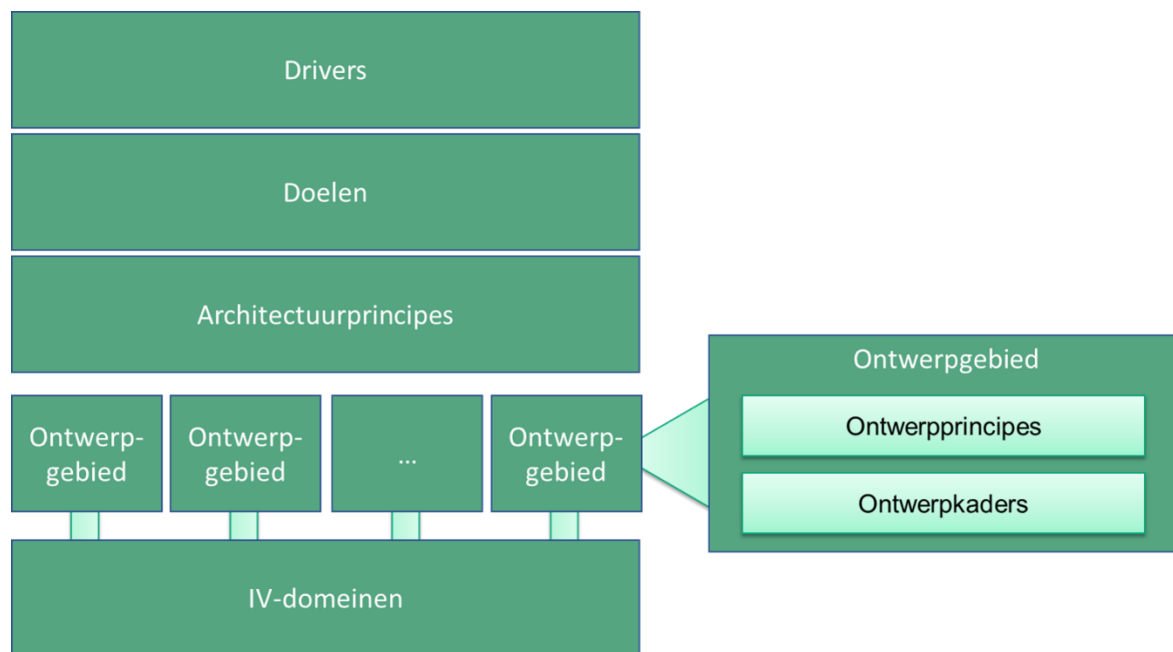 Drivers
Doelen
Architectuurprincipes
Ontwerp-
gebied
Ontwerp-
gebied
...
Ontwerp-
gebied
IV-domeinen
Ontwerpgebied
Ontwerpprincipes
Ontwerpkaders